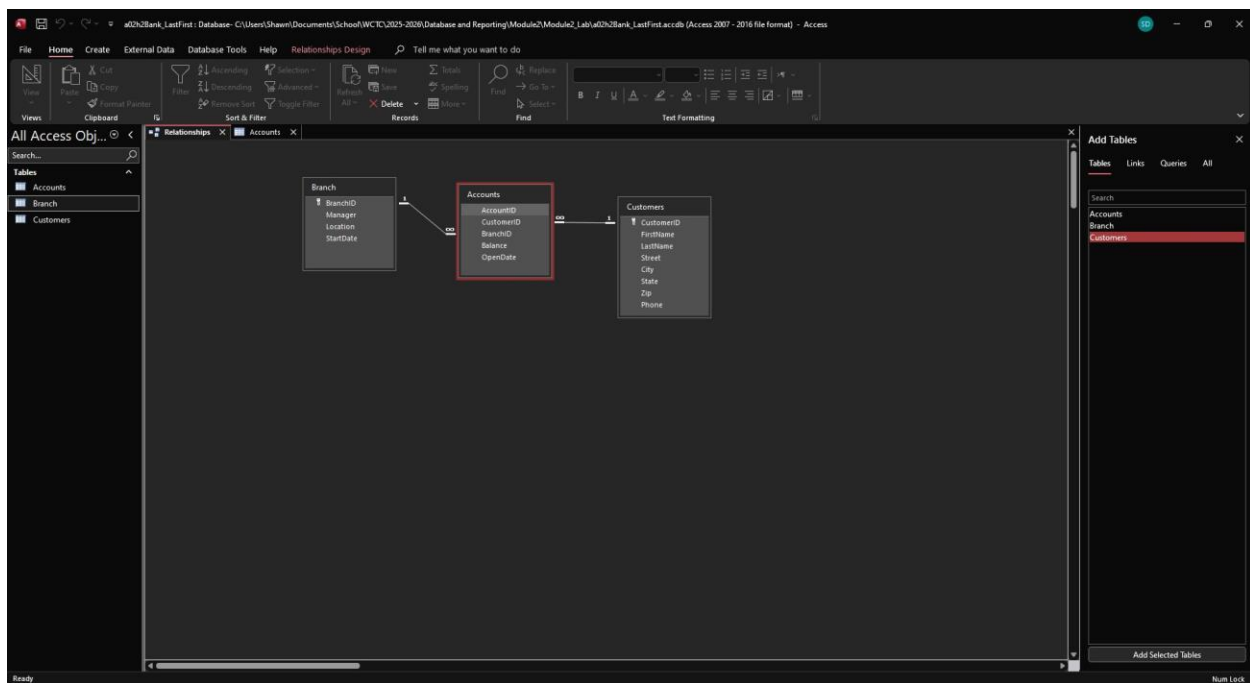 a02h2Bank_LastFirst : Database- C:\Users\Shawn\Documents\School\WCTC\2025-2026\Database and Reporting\Module2\Module2_Lab\a02h2Bank_LastFirst.accdb (Access 2007 - 2016 file format) - Access
SD
File Home Create External Data Database Tools Help Relationships Design Tell me what you want to do
View
Paste
Cut
Copy
Format Painter
Filter
Ascending
Descending
Remove Sort
Selection
Advanced
Toggle Filter
Refresh All
New
Save
Delete
Totals
Spelling
More
Find
Replace
Go To
Select
B I U A
Views Clipboard Sort & Filter Records Find Text Formatting
All Access Obj...
Search...
Tables
Accounts
Branch
Customers
Relationships
Accounts
Branch
BranchID
Manager
Location
StartDate
1
∞
Accounts
AccountID
CustomerID
BranchID
Balance
OpenDate
∞
1
Customers
CustomerID
FirstName
LastName
Street
City
State
Zip
Phone
Add Tables
Tables Links Queries All
Search
Accounts
Branch
Customers
Add Selected Tables
Ready
Num Lock